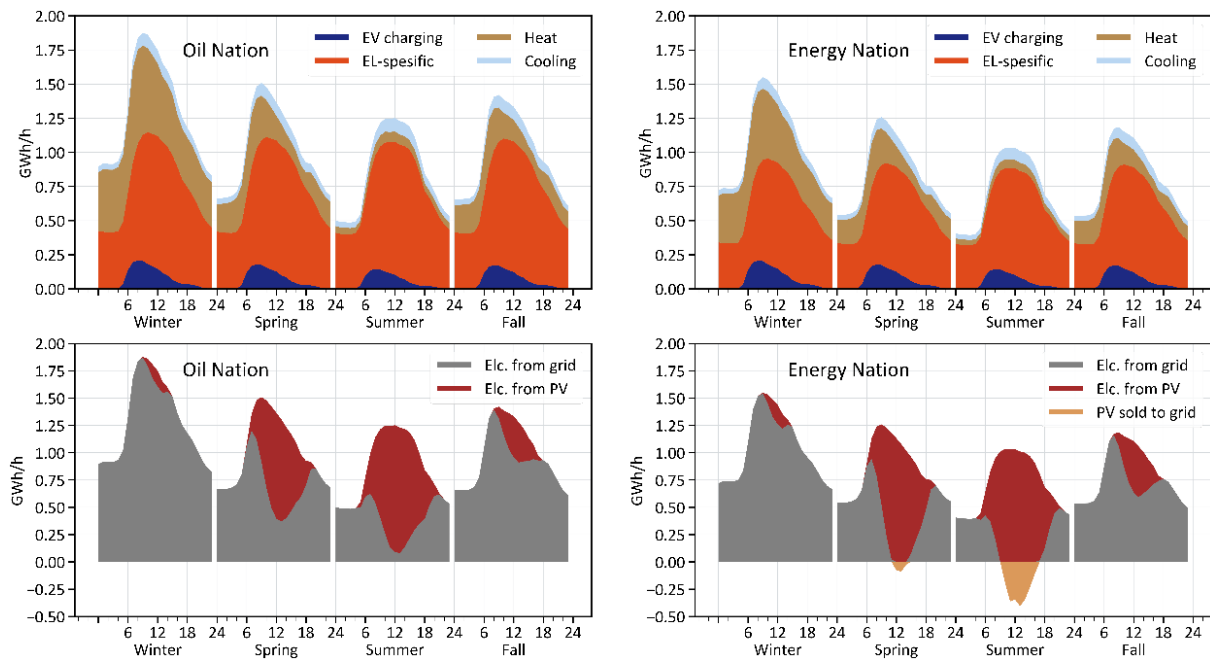 2.00
1.75
1.50
1.25
1.00
0.75
0.50
0.25
0.00
GWh/h
Oil Nation
EV charging
EL-spesific
Heat
Cooling
6 12 18 24 6 12 18 24 6 12 18 24 6 12 18 24
Winter Spring Summer Fall
2.00
1.75
1.50
1.25
1.00
0.75
0.50
0.25
0.00
GWh/h
Energy Nation
EV charging
EL-spesific
Heat
Cooling
6 12 18 24 6 12 18 24 6 12 18 24 6 12 18 24
Winter Spring Summer Fall
2.00
1.75
1.50
1.25
1.00
0.75
0.50
0.25
0.00
−0.25
−0.50
GWh/h
Oil Nation
Elc. from grid
Elc. from PV
6 12 18 24 6 12 18 24 6 12 18 24 6 12 18 24
Winter Spring Summer Fall
2.00
1.75
1.50
1.25
1.00
0.75
0.50
0.25
0.00
−0.25
−0.50
GWh/h
Energy Nation
Elc. from grid
Elc. from PV
PV sold to grid
6 12 18 24 6 12 18 24 6 12 18 24 6 12 18 24
Winter Spring Summer Fall